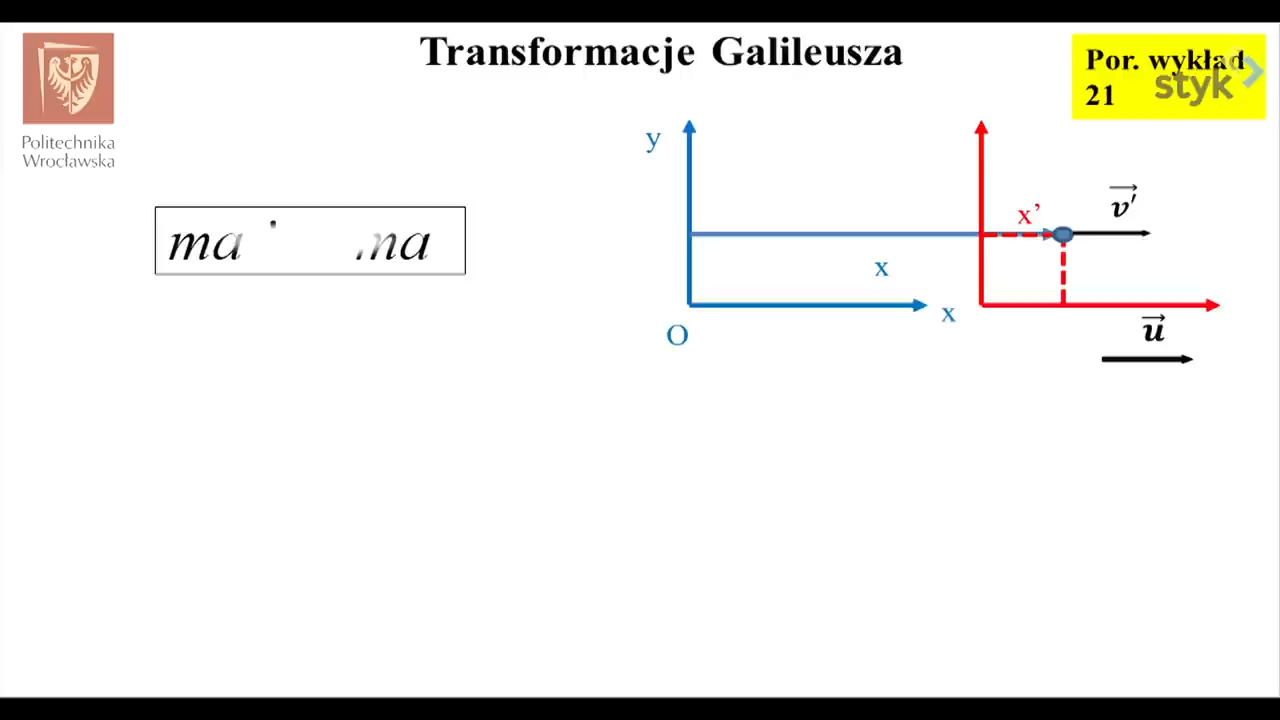 Transformacje Galileusza
Por. wykład
21
styk
Politechnika
Wrocławska
ma ma
y
x'
v'
x
x
O
u